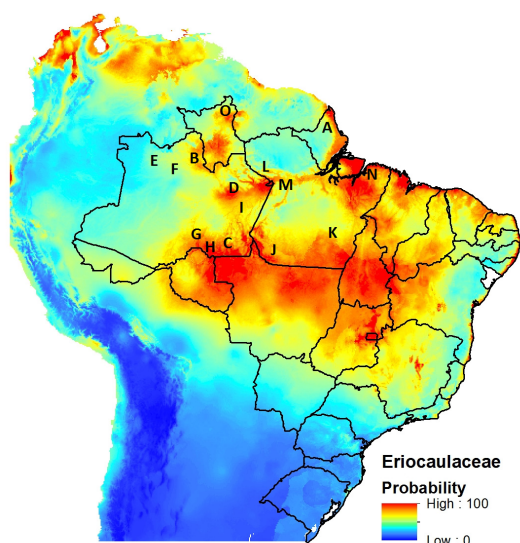 O
A
E
F
B
L
D
M
N
I
G
H
C
J
K
Eriocaulaceae
Probability
High : 100
Low : 0